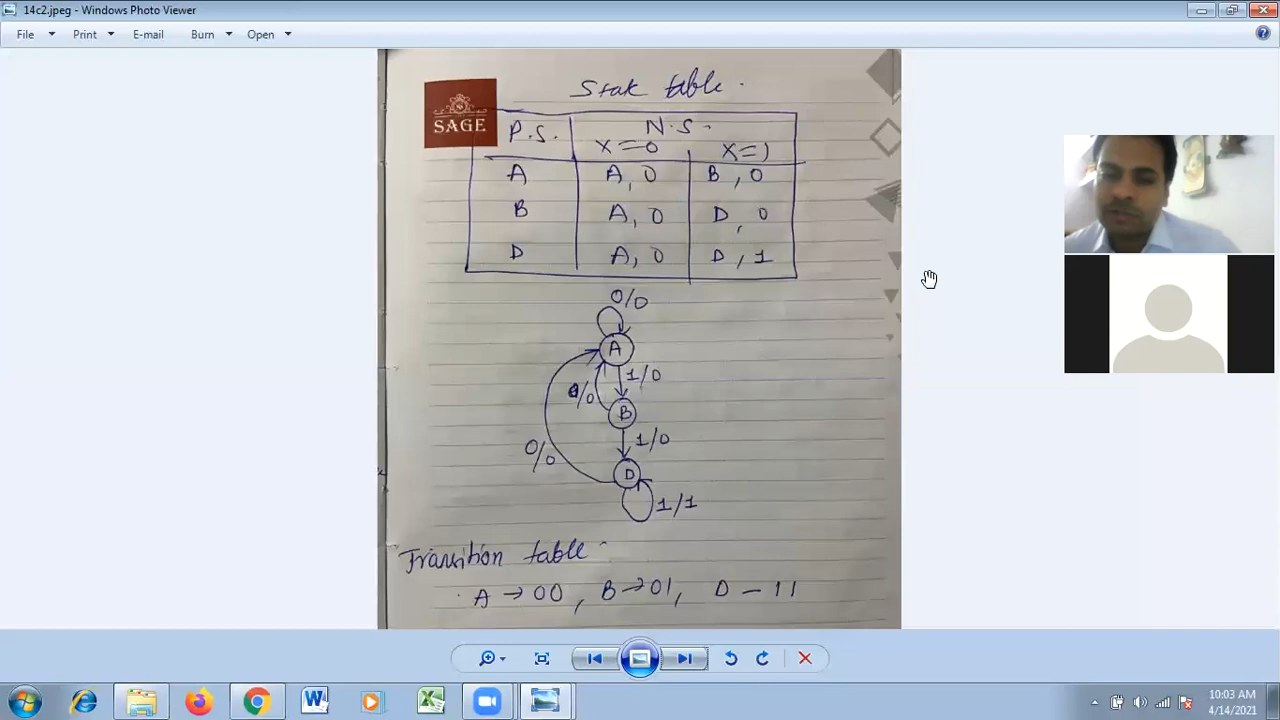 14c2.jpeg - Windows Photo Viewer
File Print E-mail Burn Open
State table.
SAGE
P.S. N.S.
X=0 X=1
A A, 0 B, 0
B A, 0 D, 0
D A, 0 D, 1
0/0
A
1/0
0/0
B
1/0
0/0
D
1/1
Transition table
A → 00, B → 01, D - 11
10:03 AM
4/14/2021